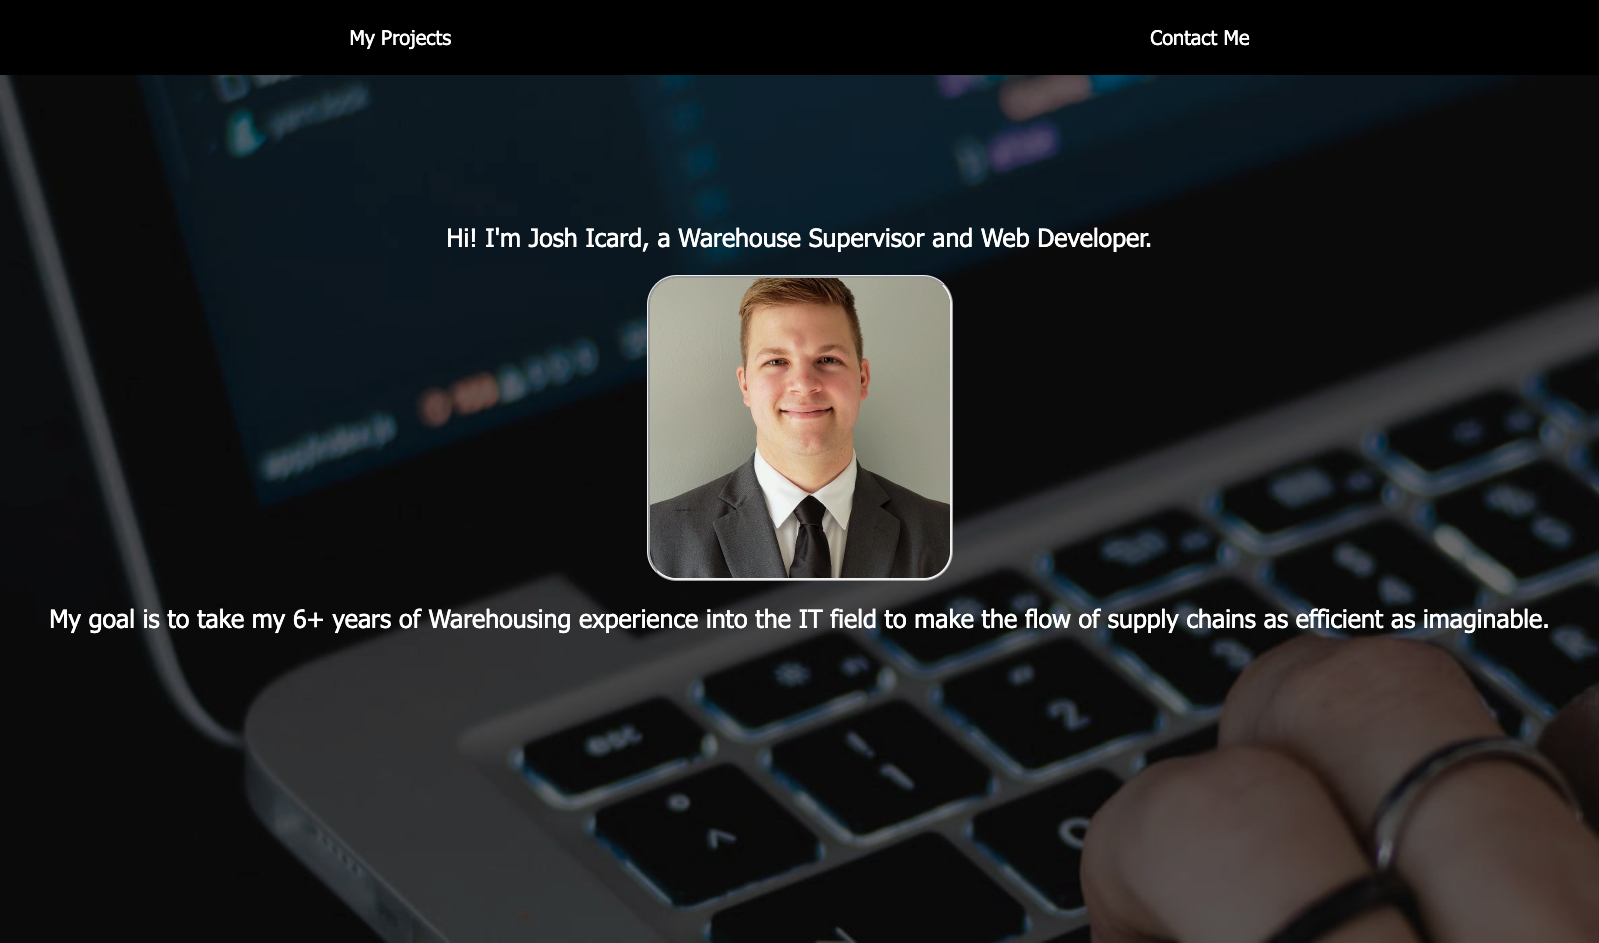 My Projects
Contact Me
Hi! I'm Josh Icard, a Warehouse Supervisor and Web Developer.
My goal is to take my 6+ years of Warehousing experience into the IT field to make the flow of supply chains as efficient as imaginable.
esc
2